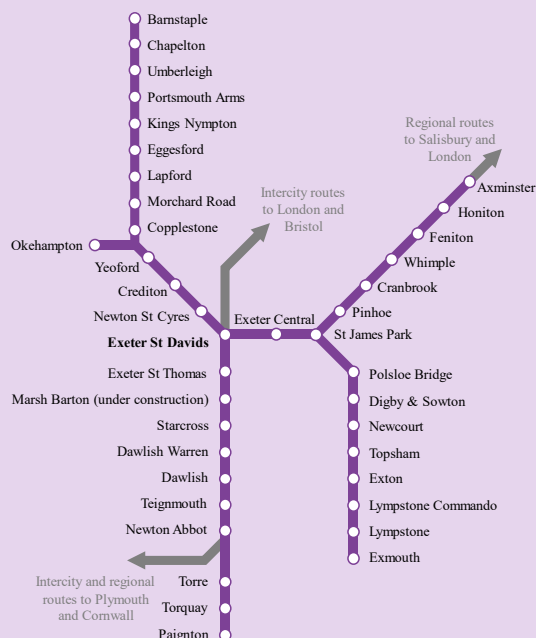 Barnstaple
Chapelton
Umberleigh
Portsmouth Arms
Kings Nympton
Eggesford
Lapford
Morchard Road
Copplestone
Okehampton
Yeoford
Crediton
Newton St Cyres
Exeter St Davids
Intercity routes
to London and
Bristol
Regional routes
to Salisbury and
London
Axminster
Honiton
Feniton
Whimple
Cranbrook
Pinhoe
Exeter Central
St James Park
Exeter St Thomas
Marsh Barton (under construction)
Starcross
Dawlish Warren
Dawlish
Teignmouth
Newton Abbot
Intercity and regional
routes to Plymouth
and Cornwall
Torre
Torquay
Paignton
Polsloe Bridge
Digby & Sowton
Newcourt
Topsham
Exton
Lympstone Commando
Lympstone
Exmouth